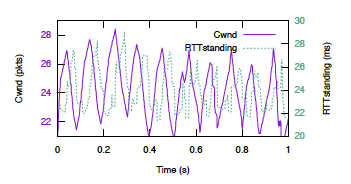 28
26
24
22
30
28
26
24
22
20
Cwnd
RTTstanding
Cwnd (pkts)
RTTstanding (ms)
0 0.2 0.4 0.6 0.8 1
Time (s)